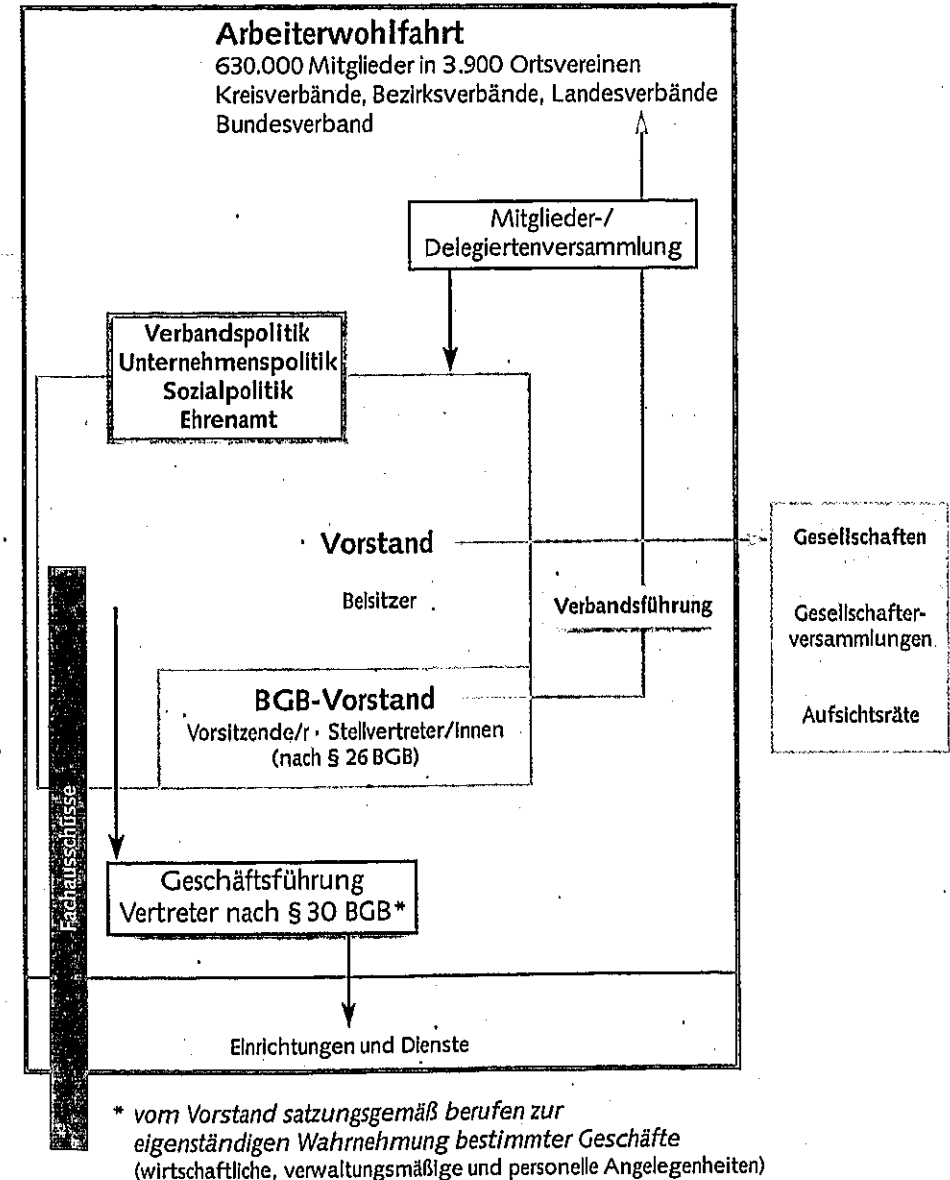 Arbeiterwohlfahrt
630.000 Mitglieder in 3.900 Ortsvereinen
Kreisverbände, Bezirksverbände, Landesverbände
Bundesverband
Mitglieder-/
Delegiertenversammlung
Verbandspolitik
Unternehmenspolitik
Sozialpolitik
Ehrenamt
Vorstand
Beisitzer
Verbandsführung
Gesellschaften
Gesellschafter-
versammlungen
Aufsichtsräte
BGB-Vorstand
Vorsitzende/r · Stellvertreter/Innen
(nach § 26 BGB)
Fachausschüsse
Geschäftsführung
Vertreter nach § 30 BGB*
Einrichtungen und Dienste
* vom Vorstand satzungsgemäß berufen zur
eigenständigen Wahrnehmung bestimmter Geschäfte
(wirtschaftliche, verwaltungsmäßige und personelle Angelegenheiten)